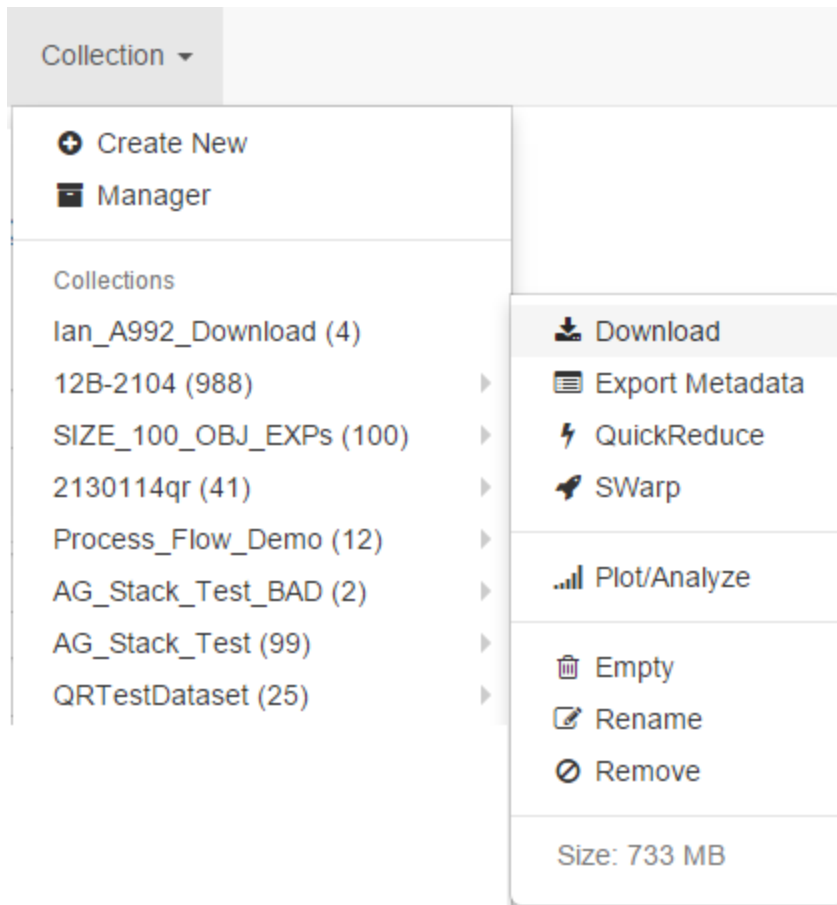 Collection
Create New
Manager
Collections
Ian_A992_Download (4)
12B-2104 (988)
SIZE_100_OBJ_EXPs (100)
2130114qr (41)
Process_Flow_Demo (12)
AG_Stack_Test_BAD (2)
AG_Stack_Test (99)
QRTestDataset (25)
Download
Export Metadata
QuickReduce
SWarp
Plot/Analyze
Empty
Rename
Remove
Size: 733 MB